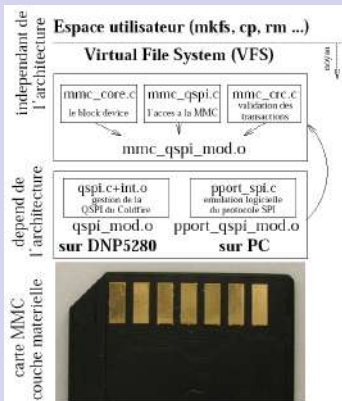 Espace utilisateur (mkfs, cp, rm ...)
Virtual File System (VFS)
noyau
indépendant de
l'architecture
mmc_core.c
le block device
mmc_qspi.c
l'acces a la MMC
mmc_crc.c
validation des
transactions
mmc_qspi_mod.o
depend de
l'architecture
qspi.c+int.o
gestion de la
QSPI du Coldfire
qspi_mod.o
sur DNP5280
pport_spi.c
emulation logicielle
du protocole SPI
pport_qspi_mod.o
sur PC
carte MMC
couche materielle